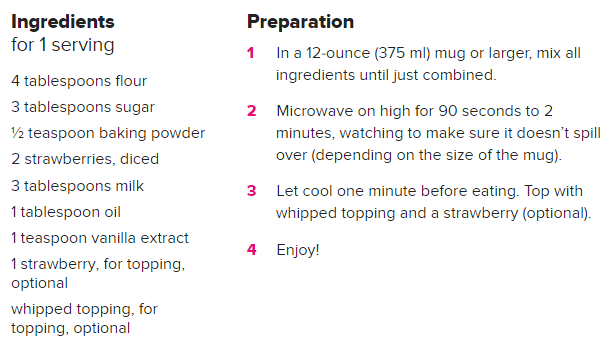 Ingredients
for 1 serving
4 tablespoons flour
3 tablespoons sugar
½ teaspoon baking powder
2 strawberries, diced
3 tablespoons milk
1 tablespoon oil
1 teaspoon vanilla extract
1 strawberry, for topping,
optional
whipped topping, for
topping, optional
Preparation
1 In a 12-ounce (375 ml) mug or larger, mix all
ingredients until just combined.
2 Microwave on high for 90 seconds to 2
minutes, watching to make sure it doesn’t spill
over (depending on the size of the mug).
3 Let cool one minute before eating. Top with
whipped topping and a strawberry (optional).
4 Enjoy!